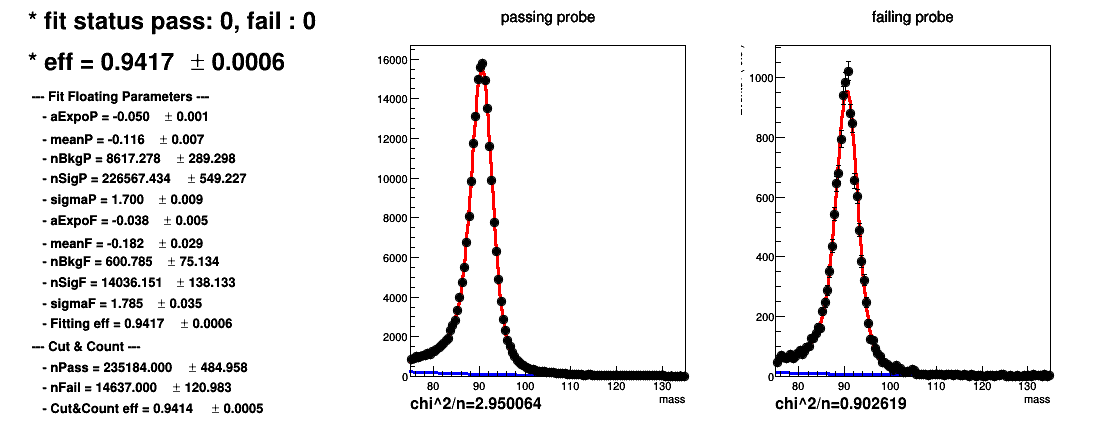 * fit status pass: 0, fail : 0
* eff = 0.9417 ± 0.0006
--- Fit Floating Parameters ---
- aExpoP = -0.050 ± 0.001
- meanP = -0.116 ± 0.007
- nBkgP = 8617.278 ± 289.298
- nSigP = 226567.434 ± 549.227
- sigmaP = 1.700 ± 0.009
- aExpoF = -0.038 ± 0.005
- meanF = -0.182 ± 0.029
- nBkgF = 600.785 ± 75.134
- nSigF = 14036.151 ± 138.133
- sigmaF = 1.785 ± 0.035
- Fitting eff = 0.9417 ± 0.0006
--- Cut & Count ---
- nPass = 235184.000 ± 484.958
- nFail = 14637.000 ± 120.983
- Cut&Count eff = 0.9414 ± 0.0005
passing probe
16000
14000
12000
10000
8000
6000
4000
2000
0
80 90 100 110 120 130
mass
chi^2/n=2.950064
failing probe
1000
800
600
400
200
0
80 90 100 110 120 130
mass
chi^2/n=0.902619